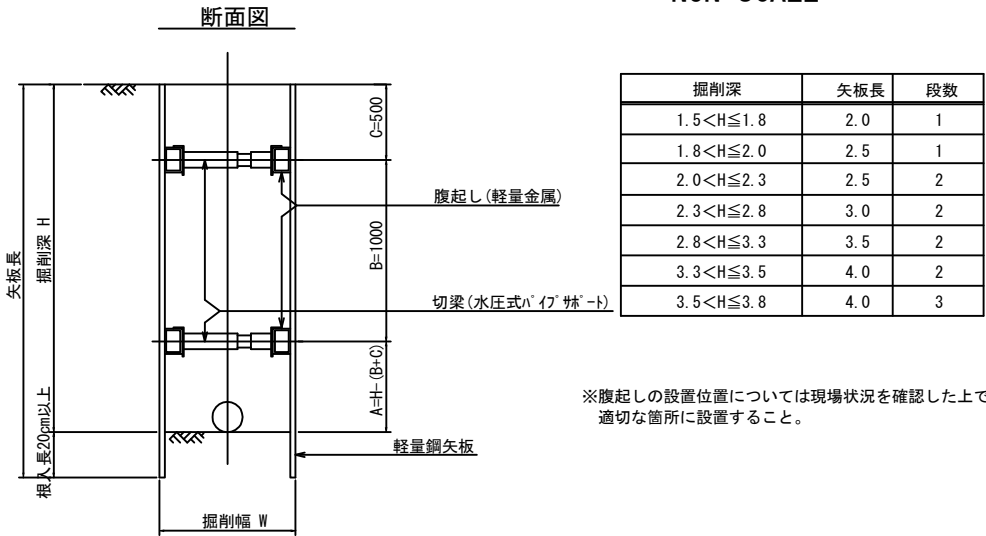 断面図
C=500
B=1000
A=H-(B+C)
矢板長
掘削深 H
根入長20cm以上
腹起し(軽量金属)
切梁(水圧式ﾊﾟｲﾌﾟｻﾎﾟｰﾄ)
軽量鋼矢板
掘削幅 W
掘削深 矢板長 段数
1.5<H≦1.8 2.0 1
1.8<H≦2.0 2.5 1
2.0<H≦2.3 2.5 2
2.3<H≦2.8 3.0 2
2.8<H≦3.3 3.5 2
3.3<H≦3.5 4.0 2
3.5<H≦3.8 4.0 3
※腹起しの設置位置については現場状況を確認した上で
適切な箇所に設置すること。